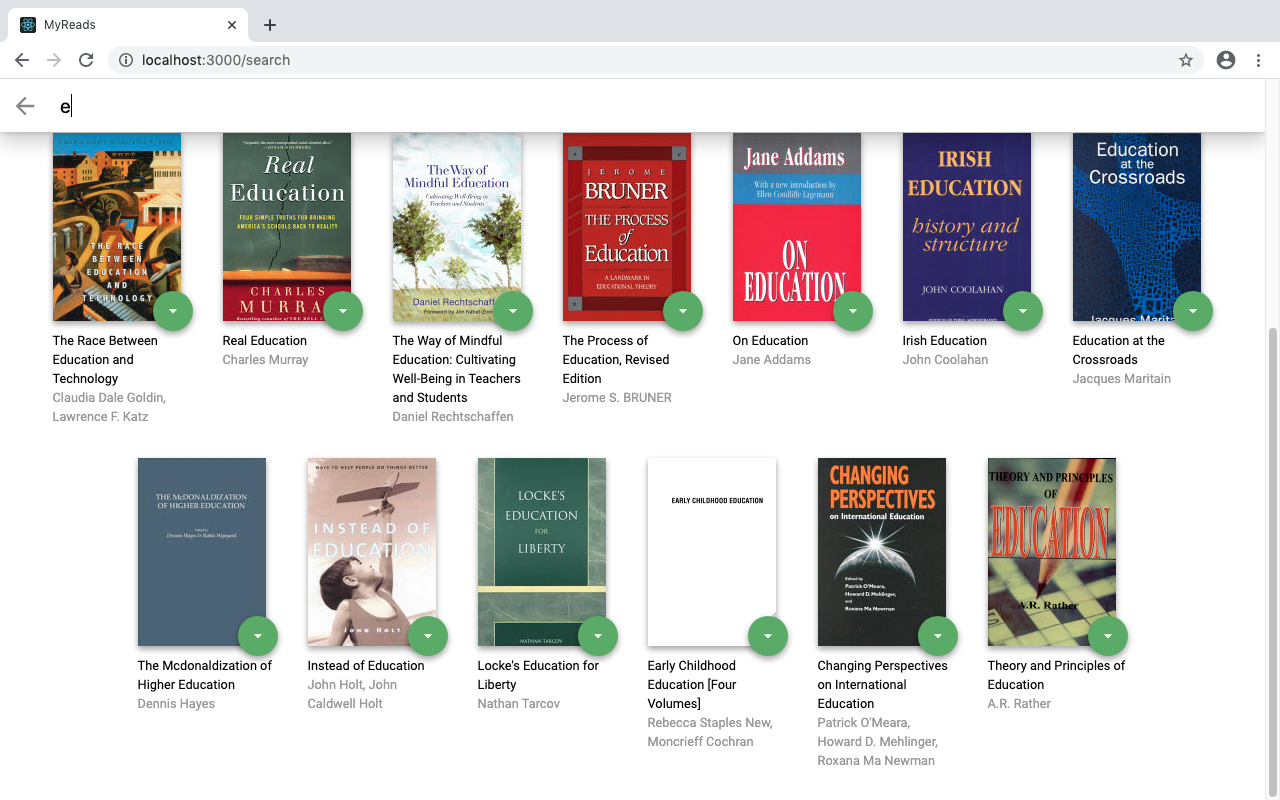 MyReads
localhost:3000/search
e
Claudia Goldin & Lawrence F. Katz
THE RACE
BETWEEN
EDUCATION
AND
TECHNOLOGY
Real
Education
FOUR SIMPLE TRUTHS FOR BRINGING
AMERICA'S SCHOOLS BACK TO REALITY
CHARLES
MURRA
The Way of
Mindful Education
Cultivating Well-Being in
Teachers and Students
Daniel Rechtschaff
JEROME
BRUNER
THE PROCESS
of
Education
A LANDMARK IN
EDUCATIONAL THEORY
Jane Addams
With a new introduction by
Ellen Condliffe Lagemann
ON
EDUCATION
IRISH
EDUCATION
history and
structure
JOHN COOLAHAN
Education
at the
Crossroads
Jacques Marita
The Race Between
Education and
Technology
Claudia Dale Goldin,
Lawrence F. Katz
Real Education
Charles Murray
The Way of Mindful
Education: Cultivating
Well-Being in Teachers
and Students
Daniel Rechtschaffen
The Process of
Education, Revised
Edition
Jerome S. BRUNER
On Education
Jane Addams
Irish Education
John Coolahan
Education at the
Crossroads
Jacques Maritain
THE McDONALDIZATION
OF HIGHER EDUCATION
Edited by
Dennis Hayes & Robin Wynyard
WAYS TO HELP PEOPLE DO THINGS BETTER
INSTEAD OF
EDUCATION
JOHN HOLT
LOCKE'S
EDUCATION
FOR
LIBERTY
NATHAN TARCOV
EARLY CHILDHOOD EDUCATION
CHANGING
PERSPECTIVES
on International Education
Edited by
Patrick O'Meara,
Howard D. Mehlinger,
and
Roxana Ma Newman
THEORY AND PRINCIPLES
OF
EDUCATION
A.R. Rather
The Mcdonaldization of
Higher Education
Dennis Hayes
Instead of Education
John Holt, John
Caldwell Holt
Locke's Education for
Liberty
Nathan Tarcov
Early Childhood
Education [Four
Volumes]
Rebecca Staples New,
Moncrieff Cochran
Changing Perspectives
on International
Education
Patrick O'Meara,
Howard D. Mehlinger,
Roxana Ma Newman
Theory and Principles of
Education
A.R. Rather